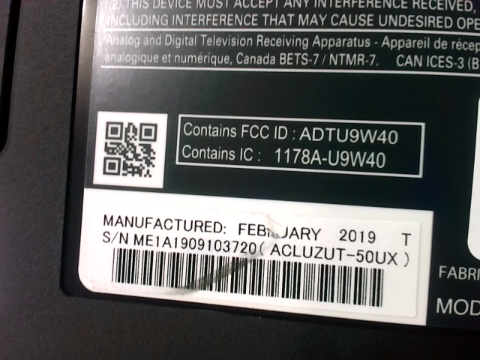 (2) THIS DEVICE MUST ACCEPT ANY INTERFERENCE RECEIVED,
INCLUDING INTERFERENCE THAT MAY CAUSE UNDESIRED OPE
Analog and Digital Television Receiving Apparatus - Appareil de récep
analogique et numérique, Canada BETS-7 / NTMR-7. CAN ICES-3 (B
Contains FCC ID : ADTU9W40
Contains IC : 1178A-U9W40
MANUFACTURED: FEBRUARY 2019 T
S/N ME1A1909103720( ACLUZUT-50UX )
FABRI
MOD